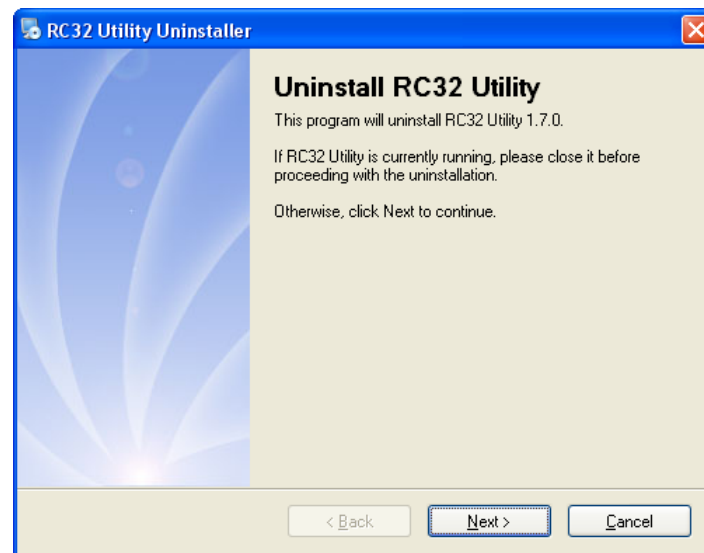 RC32 Utility Uninstaller
Uninstall RC32 Utility
This program will uninstall RC32 Utility 1.7.0.
If RC32 Utility is currently running, please close it before
proceeding with the uninstallation.
Otherwise, click Next to continue.
< Back
Next >
Cancel